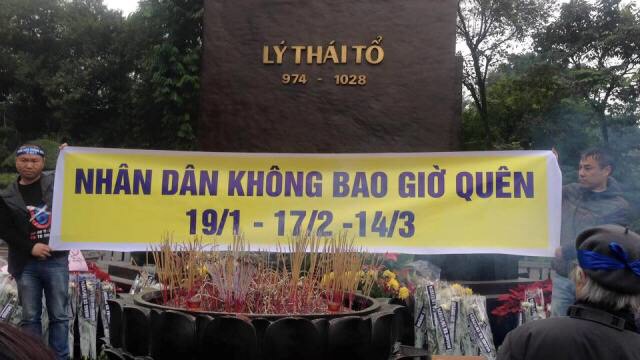 LÝ THÁI TỔ
974 - 1028
NHÂN DÂN KHÔNG BAO GIỜ QUÊN
19/1 - 17/2 -14/3